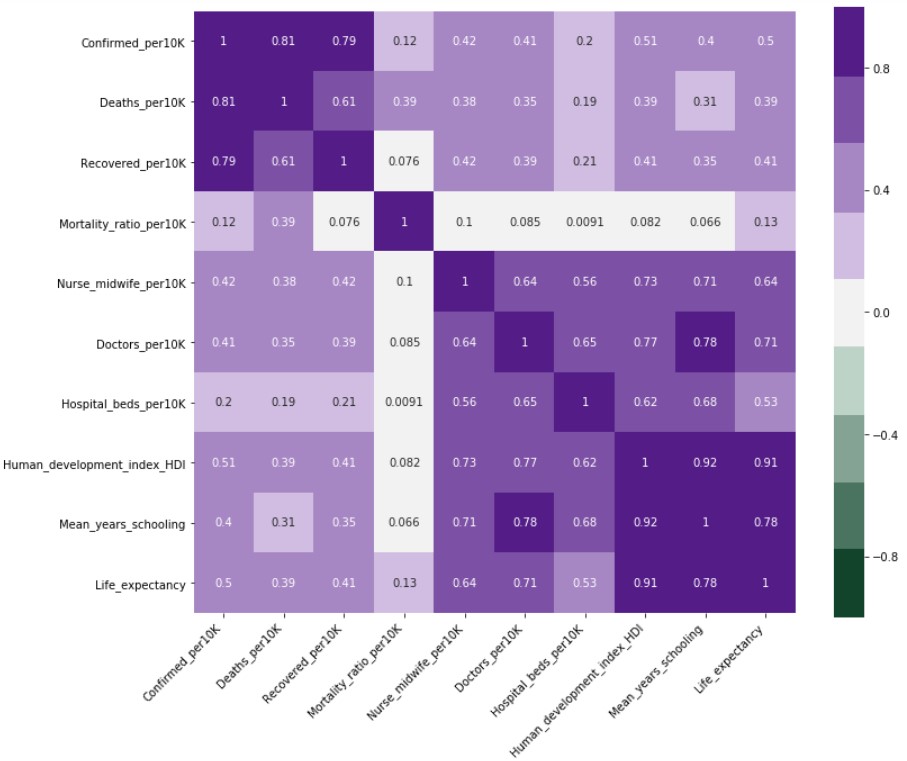 Confirmed_per10K 1 0.81 0.79 0.12 0.42 0.41 0.2 0.51 0.4 0.5
Deaths_per10K 0.81 1 0.61 0.39 0.38 0.35 0.19 0.39 0.31 0.39
Recovered_per10K 0.79 0.61 1 0.076 0.42 0.39 0.21 0.41 0.35 0.41
Mortality_ratio_per10K 0.12 0.39 0.076 1 0.1 0.085 0.0091 0.082 0.066 0.13
Nurse_midwife_per10K 0.42 0.38 0.42 0.1 1 0.64 0.56 0.73 0.71 0.64
Doctors_per10K 0.41 0.35 0.39 0.085 0.64 1 0.65 0.77 0.78 0.71
Hospital_beds_per10K 0.2 0.19 0.21 0.0091 0.56 0.65 1 0.62 0.68 0.53
Human_development_index_HDI 0.51 0.39 0.41 0.082 0.73 0.77 0.62 1 0.92 0.91
Mean_years_schooling 0.4 0.31 0.35 0.066 0.71 0.78 0.68 0.92 1 0.78
Life_expectancy 0.5 0.39 0.41 0.13 0.64 0.71 0.53 0.91 0.78 1
Confirmed_per10K
Deaths_per10K
Recovered_per10K
Mortality_ratio_per10K
Nurse_midwife_per10K
Doctors_per10K
Hospital_beds_per10K
Human_development_index_HDI
Mean_years_schooling
Life_expectancy
0.8
0.4
0.0
−0.4
−0.8